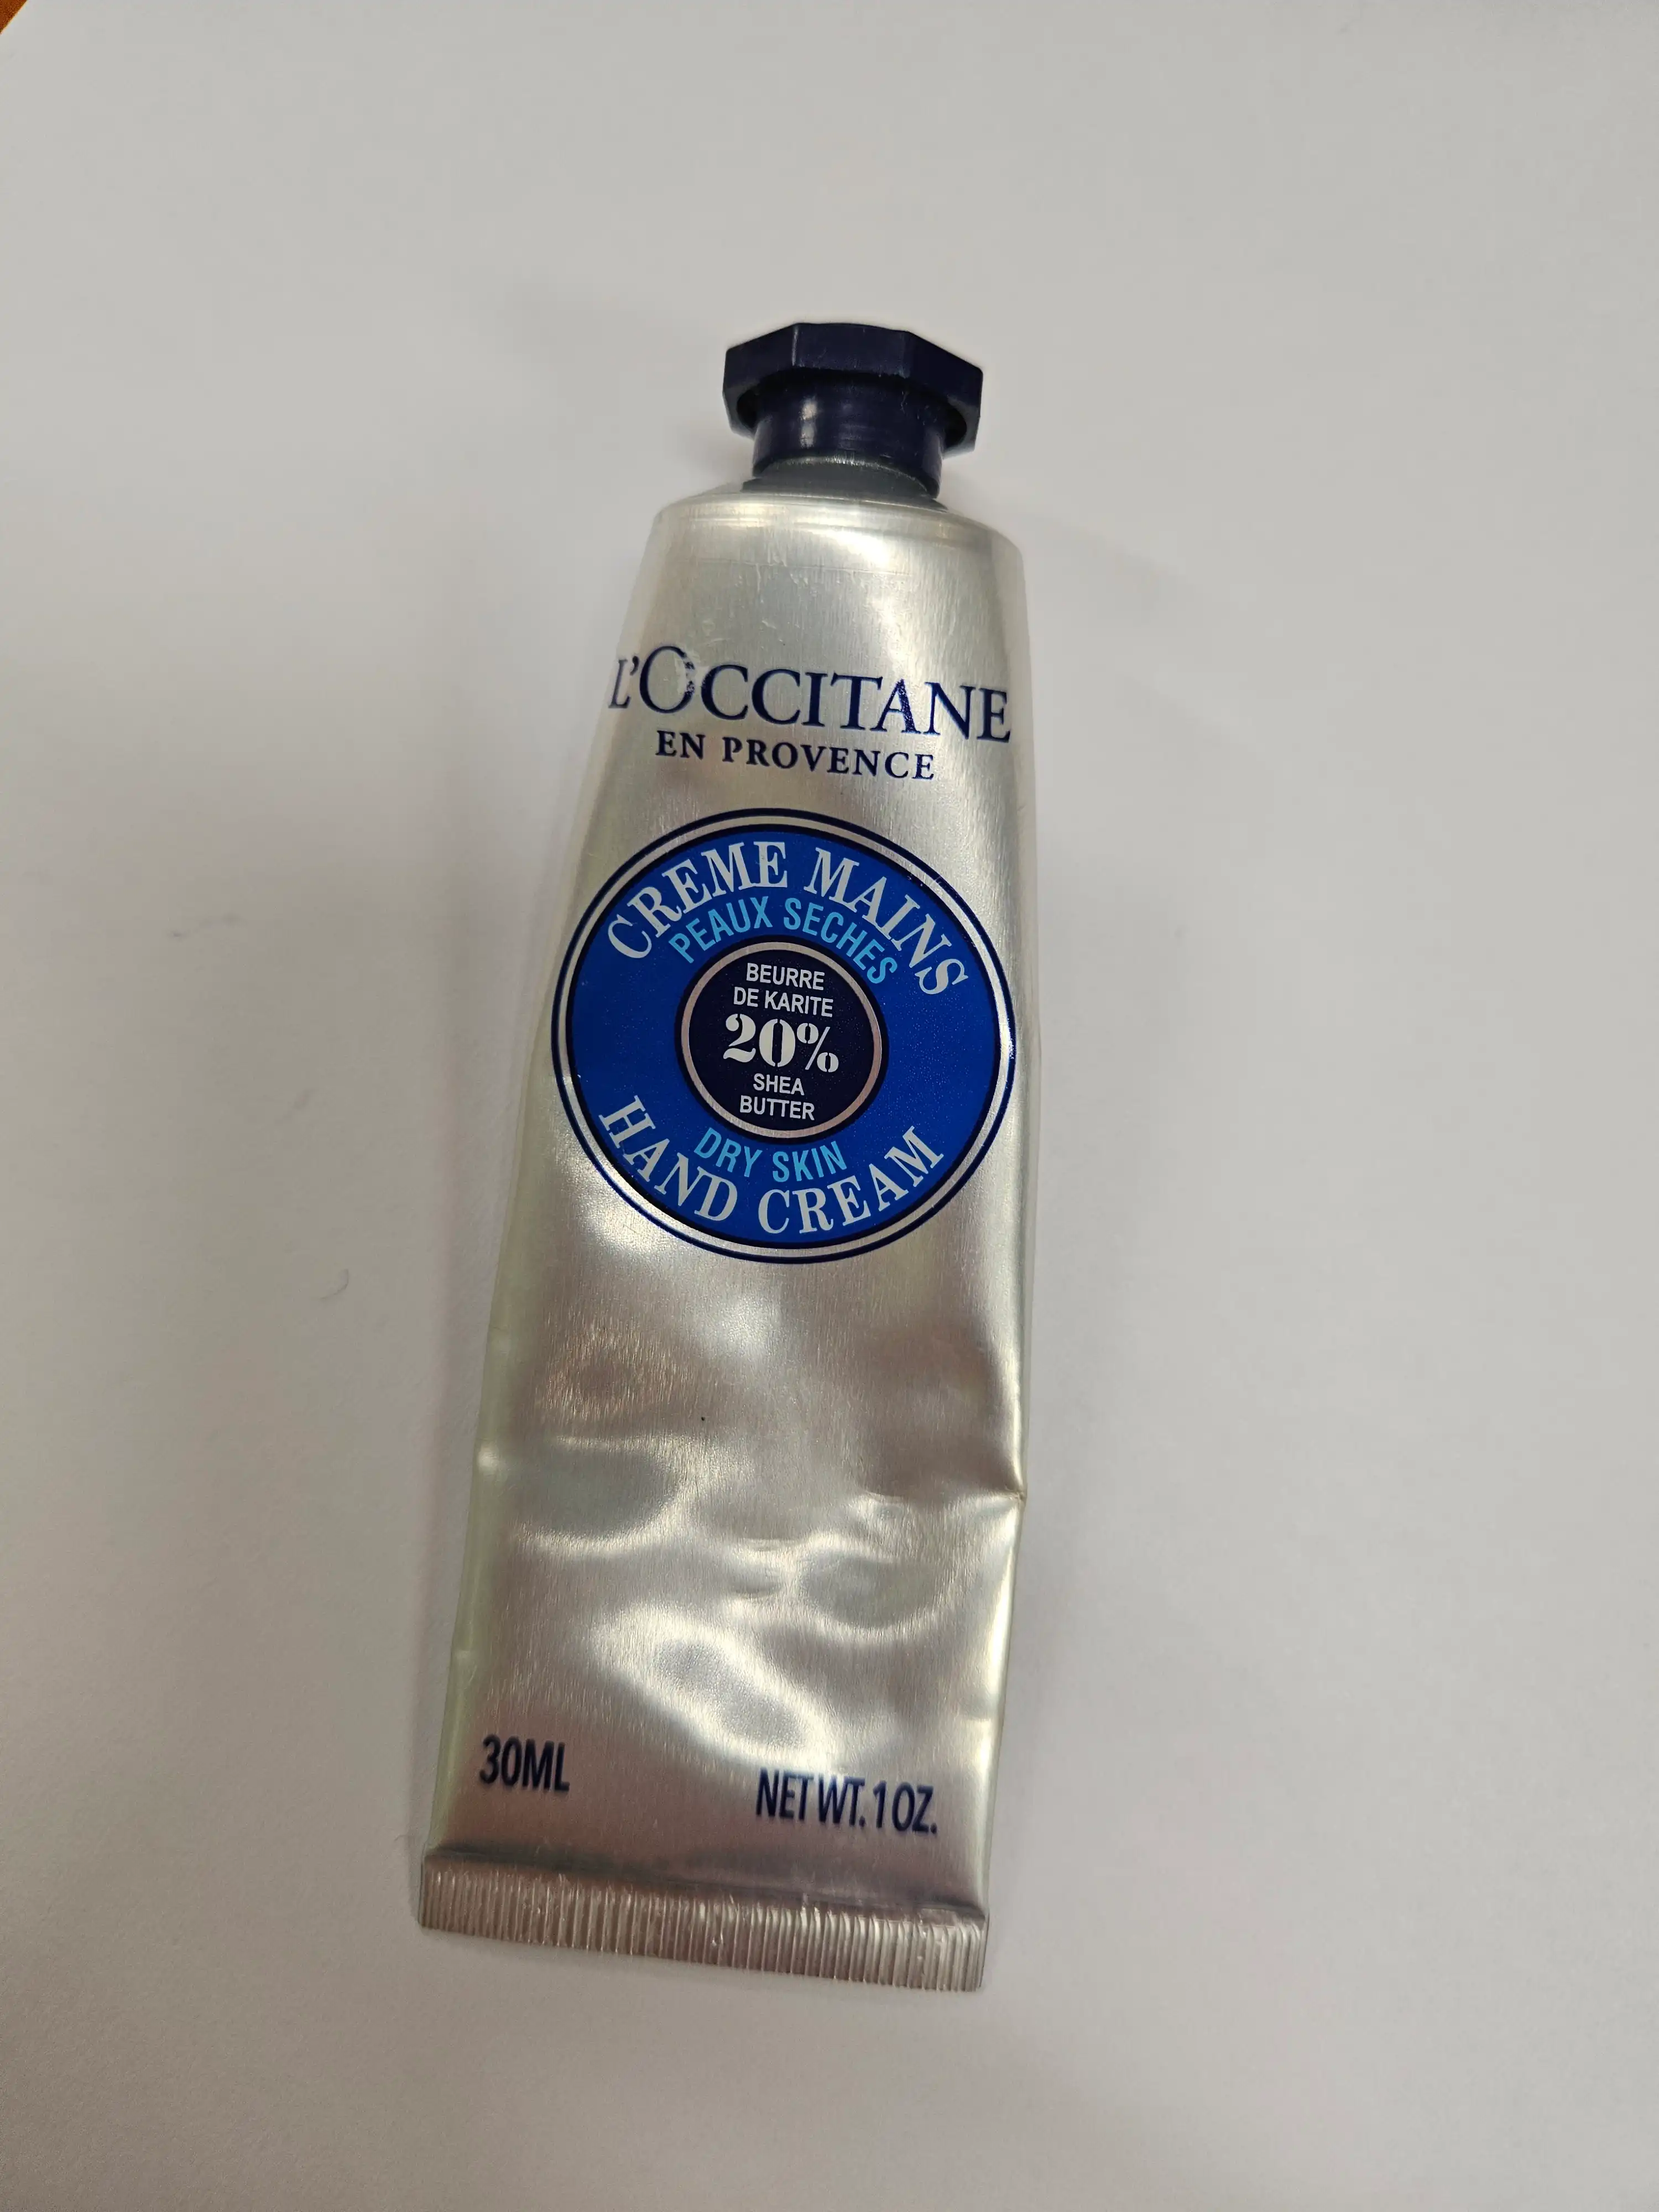 L'OCCITANE
EN PROVENCE
CREME MAINS
PEAUX SECHES
BEURRE
DE KARITE
20%
SHEA
BUTTER
DRY SKIN
HAND CREAM
30ML
NET WT. 1 OZ.